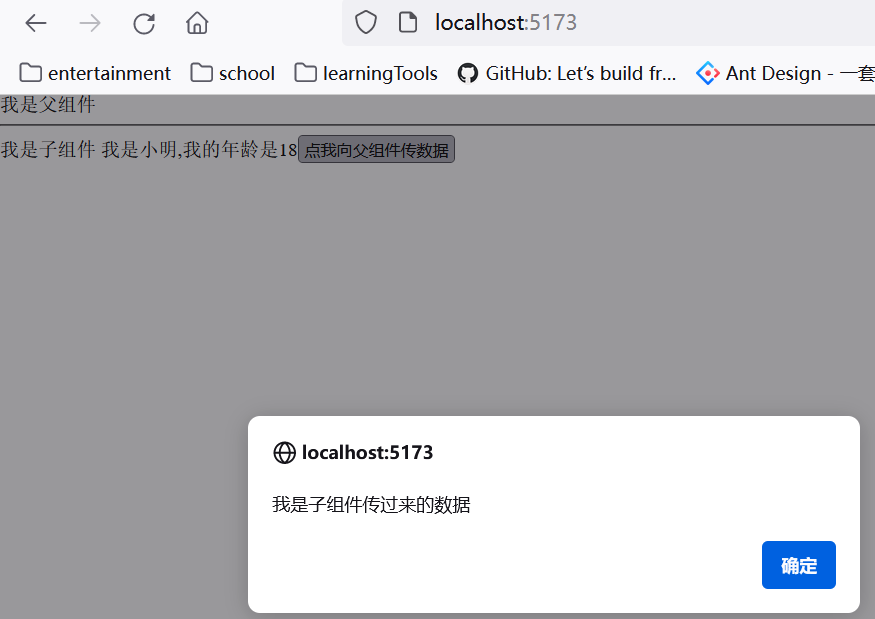 localhost:5173
entertainment school learningTools GitHub: Let's build fr... Ant Design - 一套
我是父组件
我是子组件 我是小明,我的年龄是18 点我向父组件传数据
localhost:5173
我是子组件传过来的数据
确定